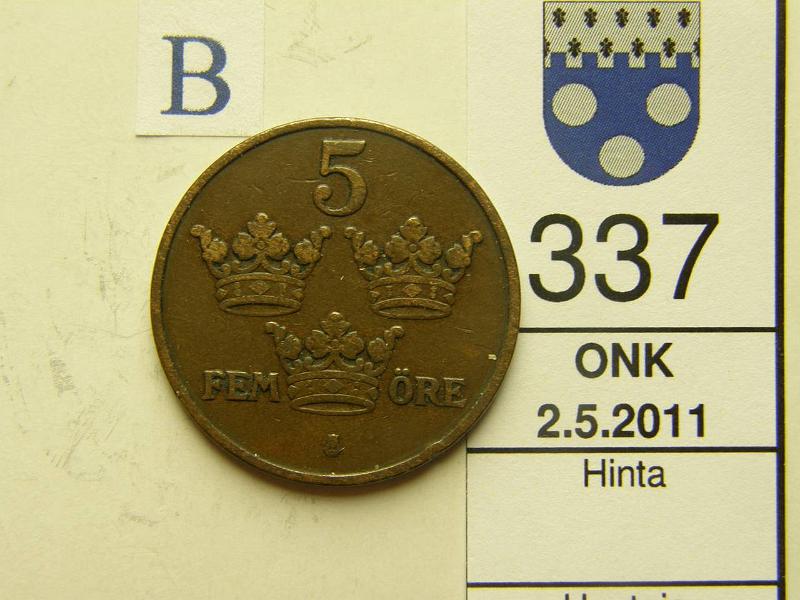 B
5
FEM ÖRE
337
ONK
2.5.2011
Hinta